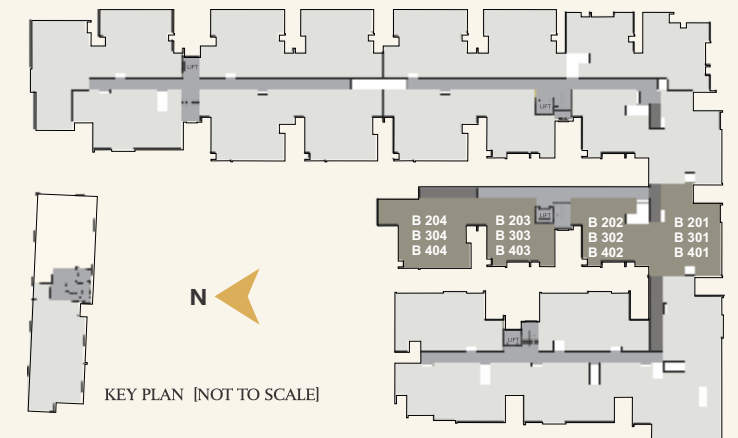 LIFT
LIFT
B 204
B 304
B 404
B 203
B 303
B 403
LIFT
B 202
B 302
B 402
B 201
B 301
B 401
N
LIFT
KEY PLAN [NOT TO SCALE]